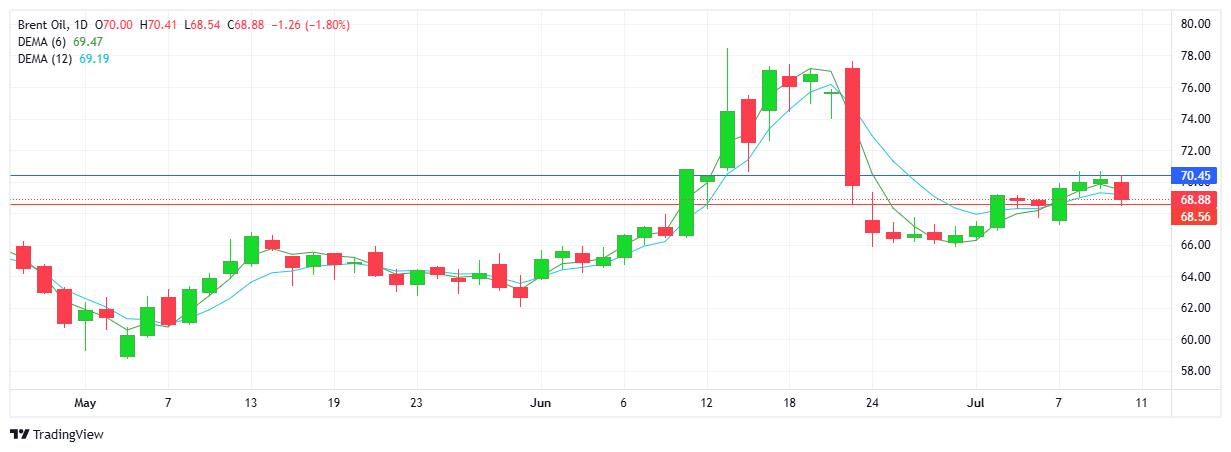 Brent Oil, 1D O70.00 H70.41 L68.54 C68.88 −1.26 (−1.80%)
DEMA (6) 69.47
DEMA (12) 69.19
80.00
78.00
76.00
74.00
72.00
70.45
70.00
68.88
68.56
66.00
64.00
62.00
60.00
58.00
May 7 13 19 23 Jun 6 12 18 24 Jul 7 11
TradingView